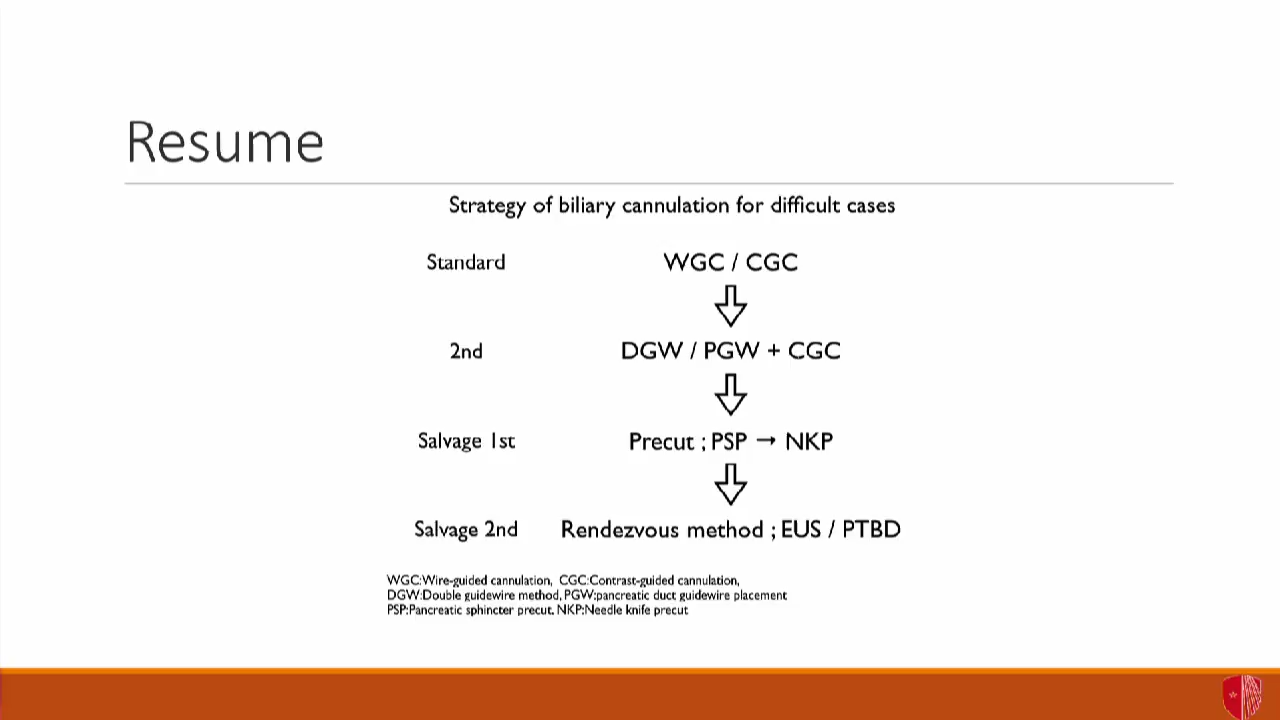 Resume
Strategy of biliary cannulation for difficult cases
Standard WGC / CGC
2nd DGW / PGW + CGC
Salvage 1st Precut ; PSP → NKP
Salvage 2nd Rendezvous method ; EUS / PTBD
WGC:Wire-guided cannulation, CGC:Contrast-guided cannulation,
DGW:Double guidewire method, PGW:pancreatic duct guidewire placement
PSP:Pancreatic sphincter precut. NKP:Needle knife precut